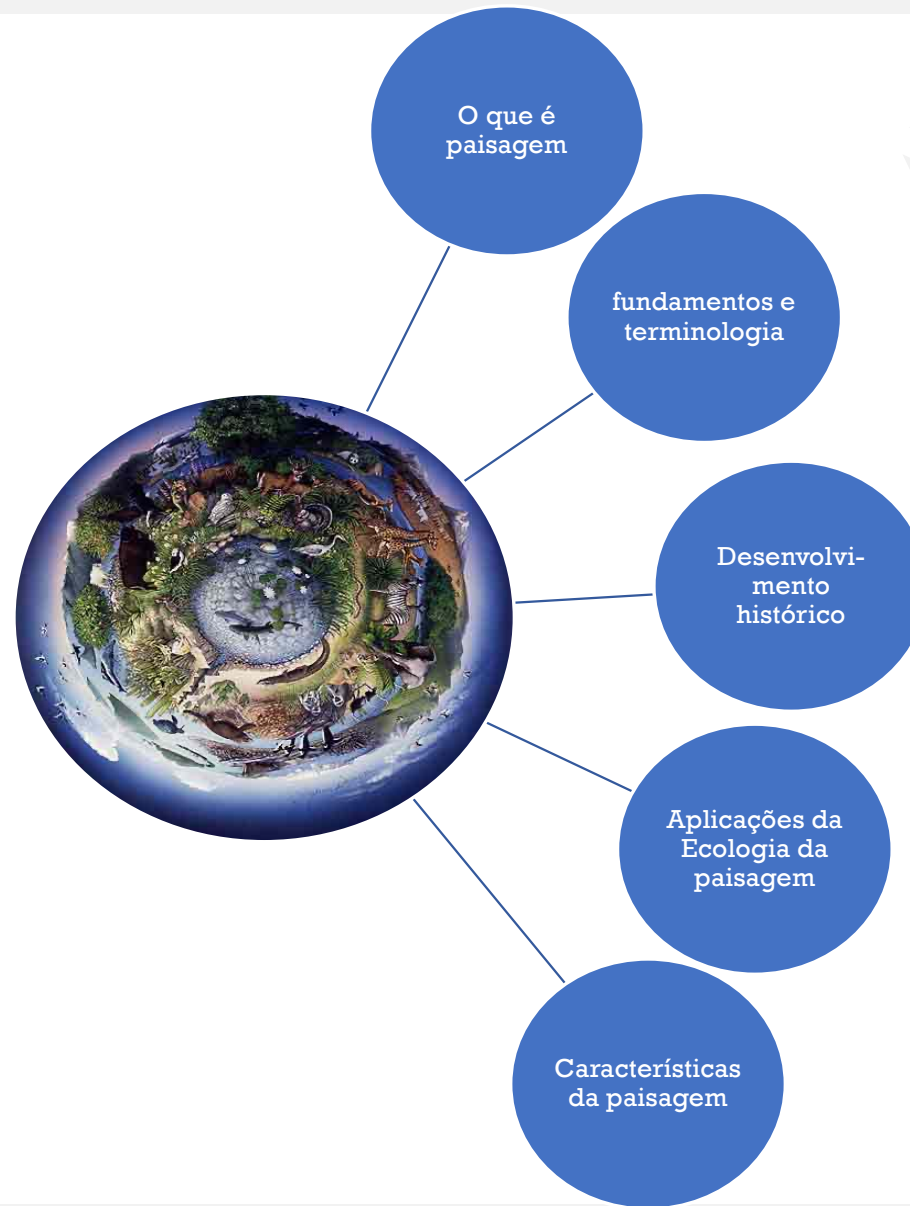 O que é
paisagem
fundamentos e
terminologia
Desenvolvi-
mento
histórico
Aplicações da
Ecologia da
paisagem
Características
da paisagem